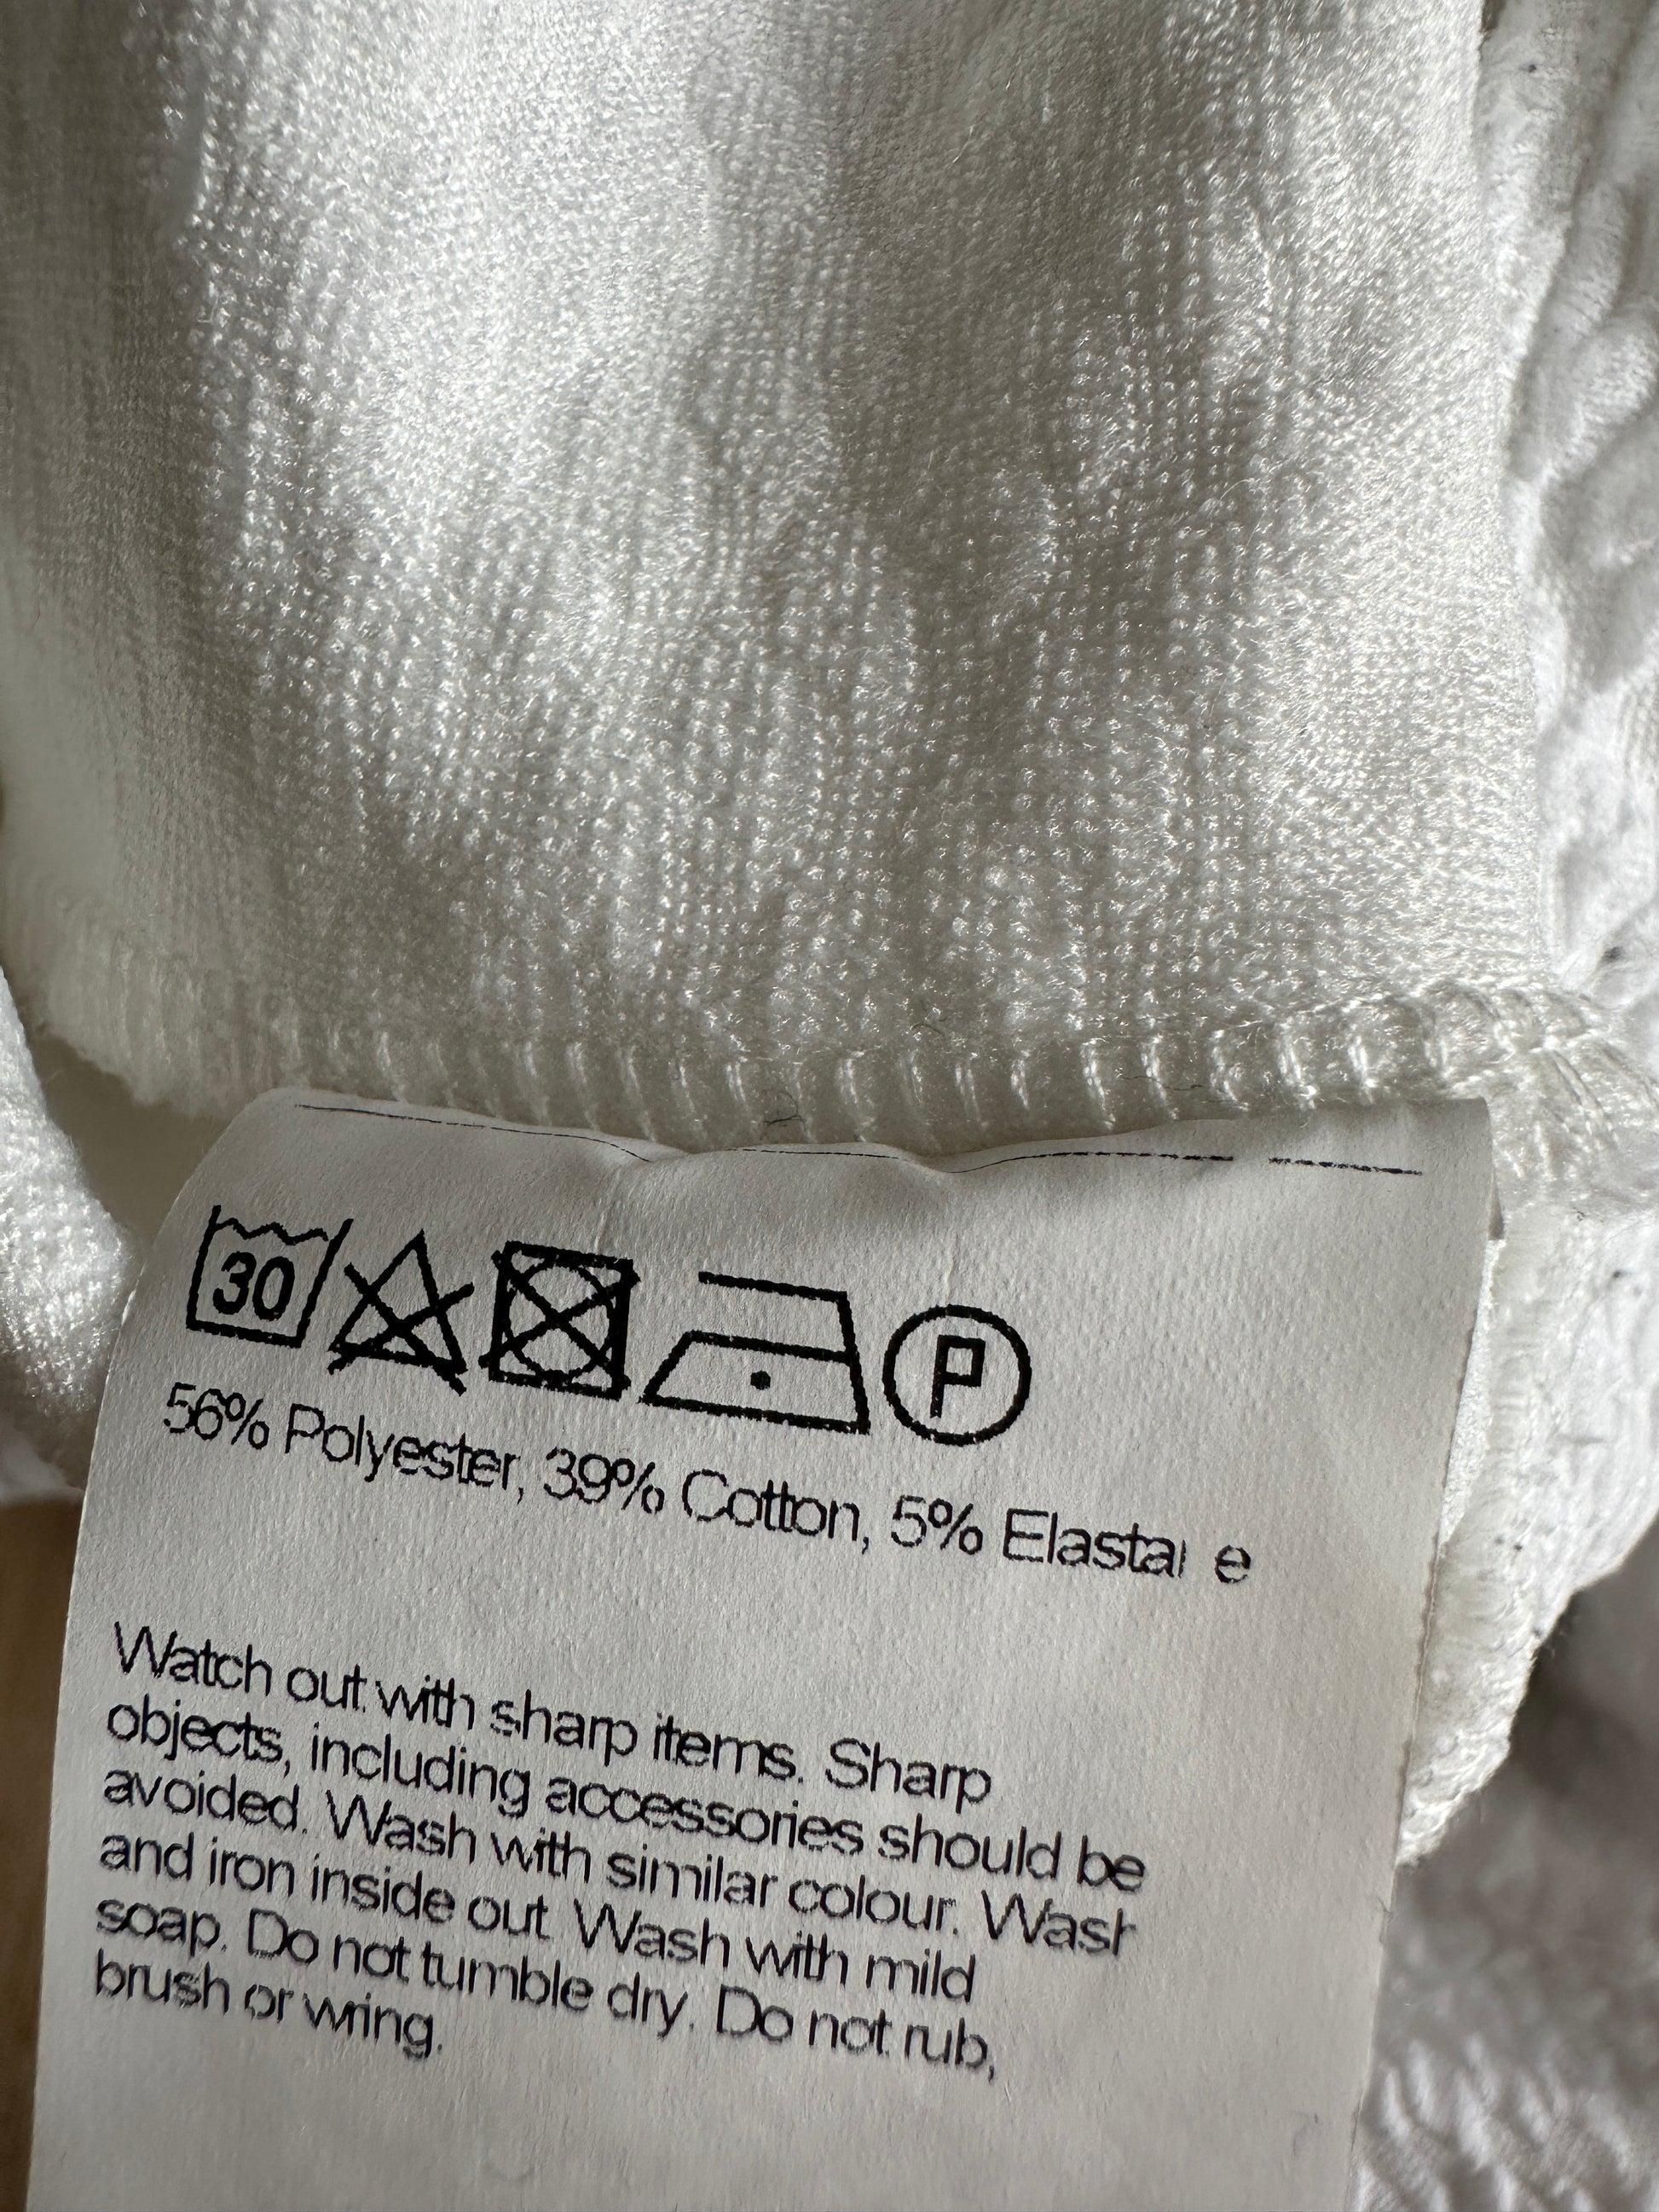 30 P
56% Polyester, 39% Cotton, 5% Elastane
Watch out with sharp items. Sharp
objects, including accessories should be
avoided. Wash with similar colour. Wash
and iron inside out. Wash with mild
soap. Do not tumble dry. Do not rub,
brush or wring.